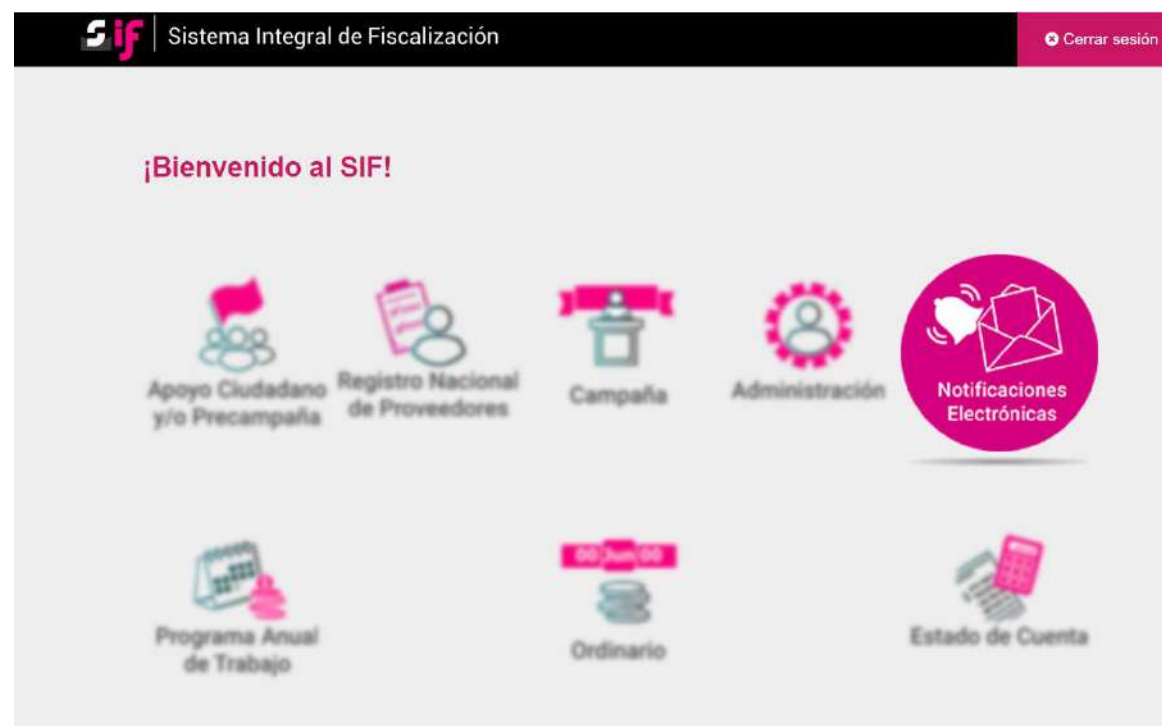 Sif Sistema Integral de Fiscalización
Cerrar sesión
¡Bienvenido al SIF!
Apoyo Ciudadano
y/o Precampaña
Registro Nacional
de Proveedores
Campaña
Administración
Notificaciones
Electrónicas
Programa Anual
de Trabajo
00 Jun 00
Ordinario
Estado de Cuenta